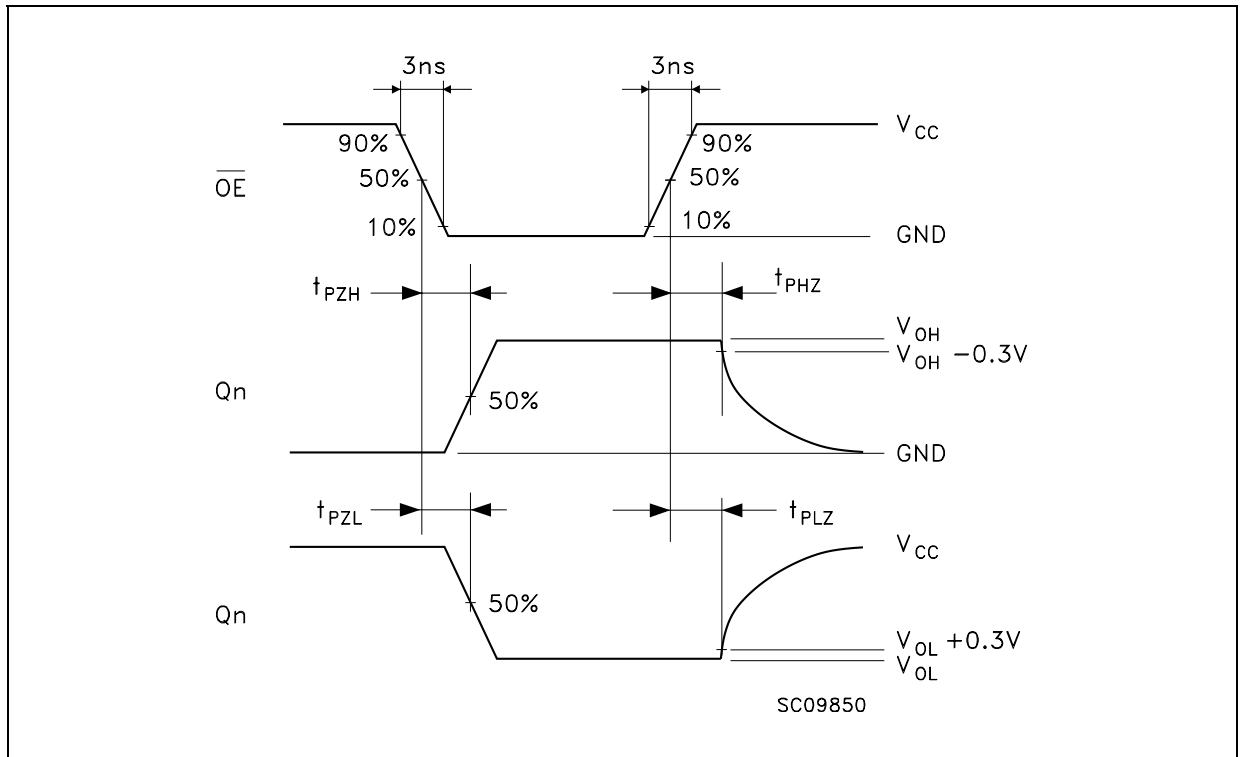 3ns 3ns
V_CC
90% 90%
O̅E̅ 50% 50%
10% 10%
GND
t_PZH t_PHZ
V_OH
V_OH -0.3V
Qn 50%
GND
t_PZL t_PLZ
V_CC
Qn 50%
V_OL +0.3V
V_OL
SC09850